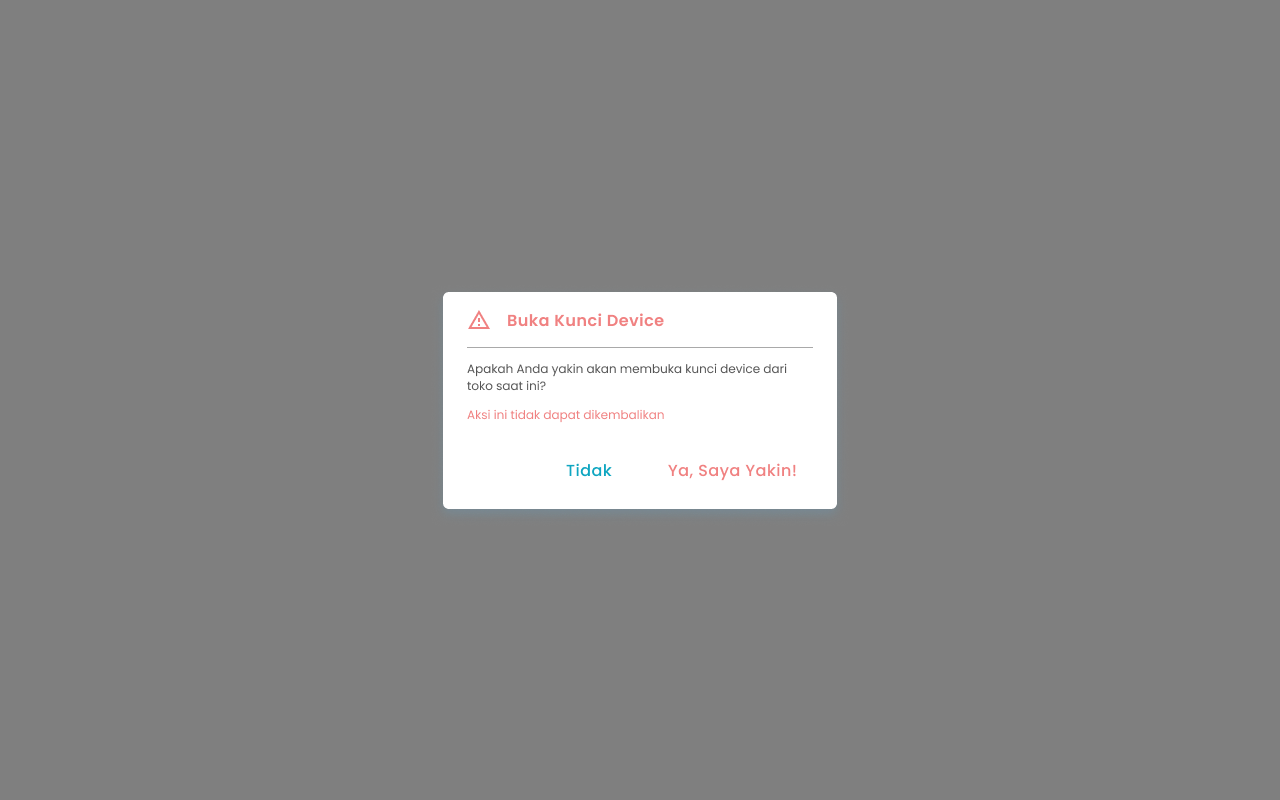 Buka Kunci Device
Apakah Anda yakin akan membuka kunci device dari
toko saat ini?
Aksi ini tidak dapat dikembalikan
Tidak
Ya, Saya Yakin!